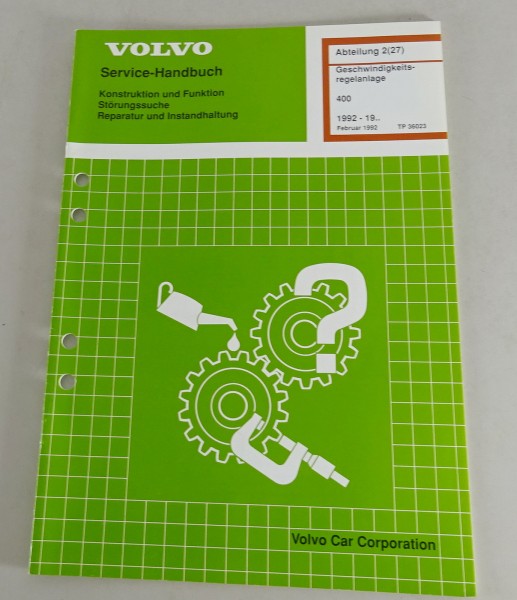 VOLVO
Service-Handbuch
Konstruktion und Funktion
Störungssuche
Reparatur und Instandhaltung
Abteilung 2(27)
Geschwindigkeits-
regelanlage
400
1992 - 19..
Februar 1992 TP 36023
Volvo Car Corporation